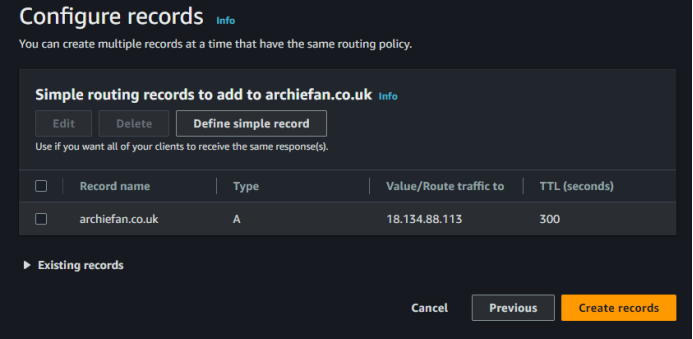 Configure records Info
You can create multiple records at a time that have the same routing policy.
Simple routing records to add to archiefan.co.uk Info
Edit Delete Define simple record
Use if you want all of your clients to receive the same response(s).
Record name Type Value/Route traffic to TTL (seconds)
archiefan.co.uk A 18.134.88.113 300
Existing records
Cancel Previous Create records